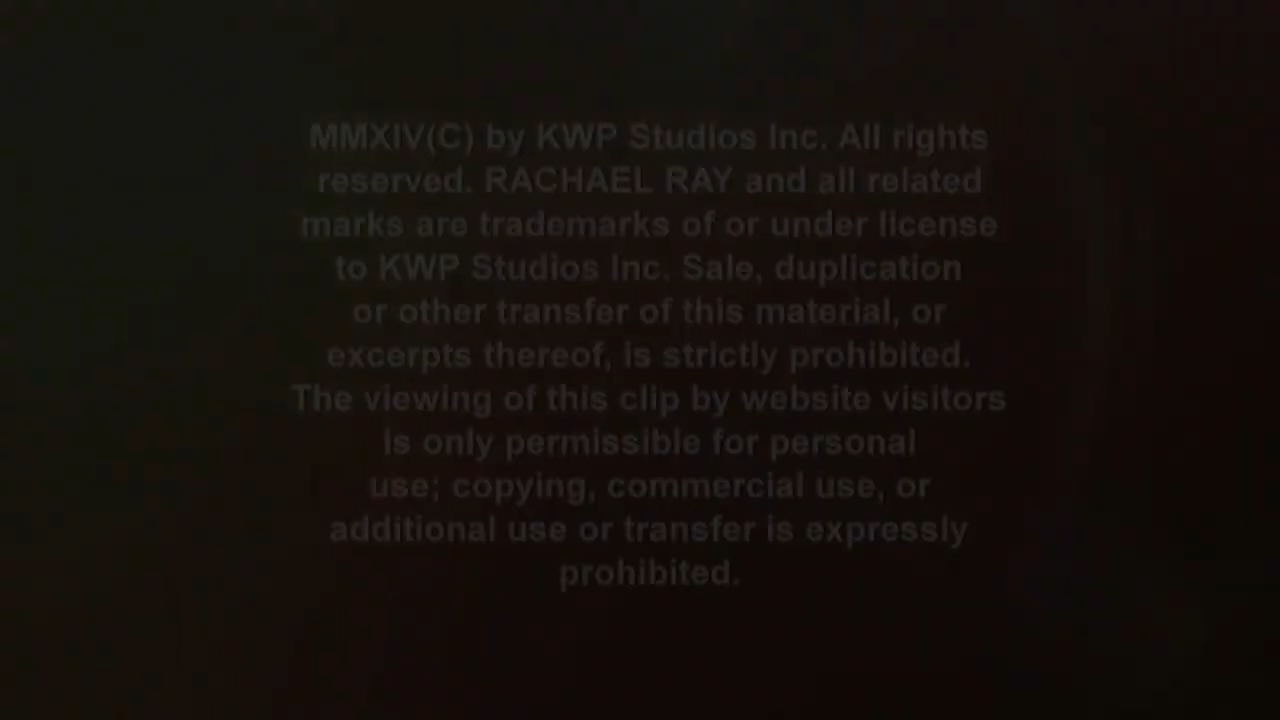 MMXIV(C) by KWP Studios Inc. All rights
reserved. RACHAEL RAY and all related
marks are trademarks of or under license
to KWP Studios Inc. Sale, duplication
or other transfer of this material, or
excerpts thereof, is strictly prohibited.
The viewing of this clip by website visitors
is only permissible for personal
use; copying, commercial use, or
additional use or transfer is expressly
prohibited.